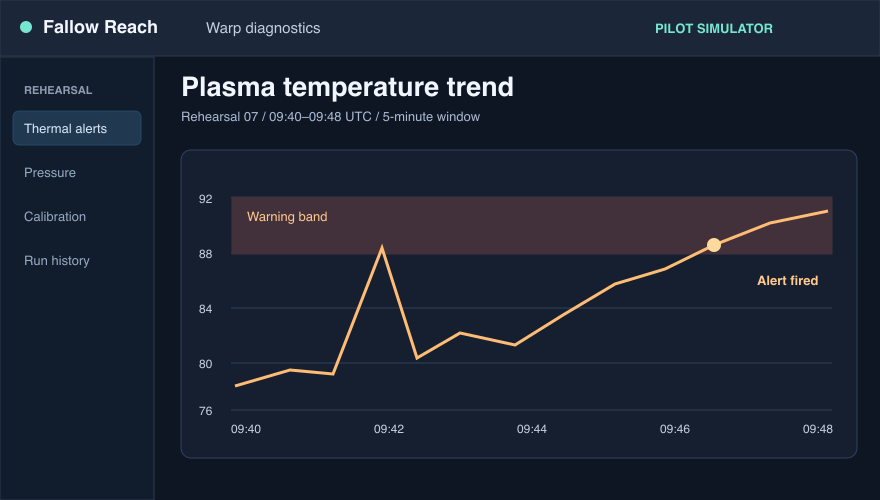 Fallow Reach
Warp diagnostics
PILOT SIMULATOR
REHEARSAL
Thermal alerts
Pressure
Calibration
Run history
Plasma temperature trend
Rehearsal 07 / 09:40–09:48 UTC / 5-minute window
92
Warning band
88
Alert fired
84
80
76
09:40 09:42 09:44 09:46 09:48